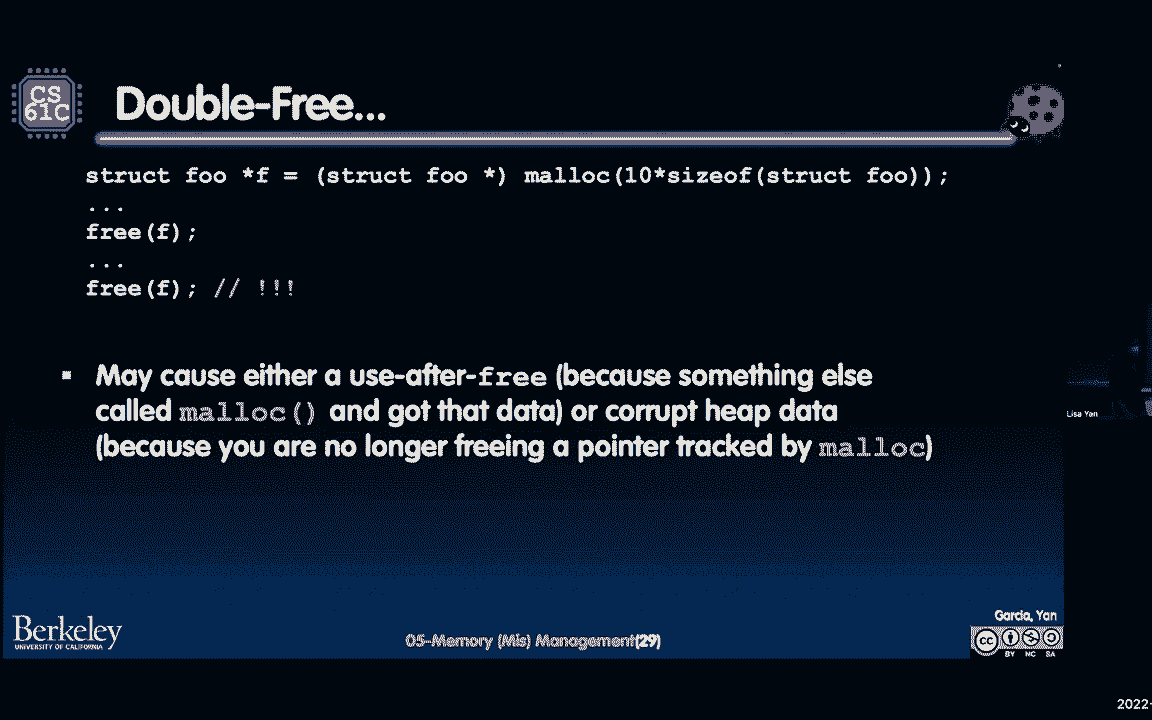 CS
61C
Double-Free...
struct foo *f = (struct foo *) malloc(10*sizeof(struct foo));
...
free(f);
...
free(f); // !!!
▪ May cause either a use-after-free (because something else
called malloc() and got that data) or corrupt heap data
(because you are no longer freeing a pointer tracked by malloc)
Lisa Yan
Berkeley
UNIVERSITY OF CALIFORNIA
05-Memory (Mis) Management(29)
Garcia, Yan
cc
BY NC SA
2022-